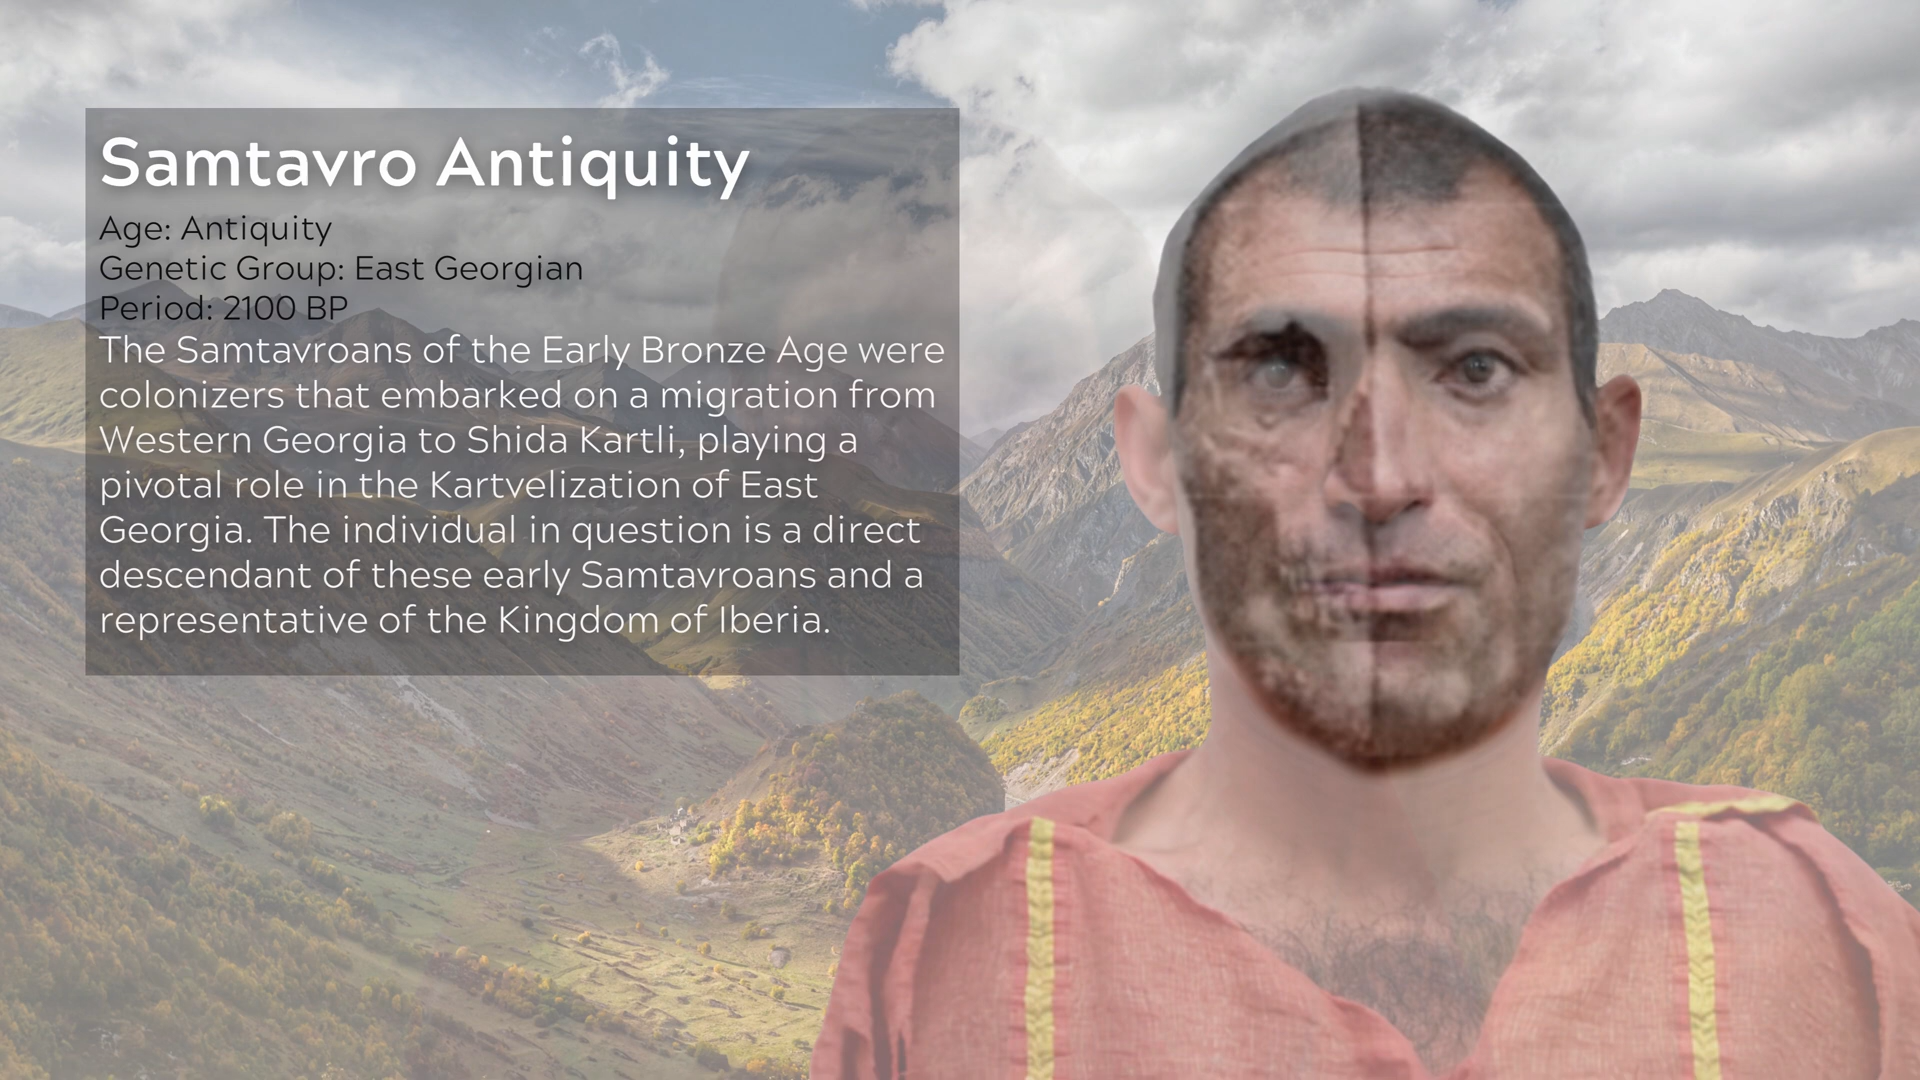 Samtavro Antiquity
Age: Antiquity
Genetic Group: East Georgian
Period: 2100 BP
The Samtavroans of the Early Bronze Age were
colonizers that embarked on a migration from
Western Georgia to Shida Kartli, playing a
pivotal role in the Kartvelization of East
Georgia. The individual in question is a direct
descendant of these early Samtavroans and a
representative of the Kingdom of Iberia.